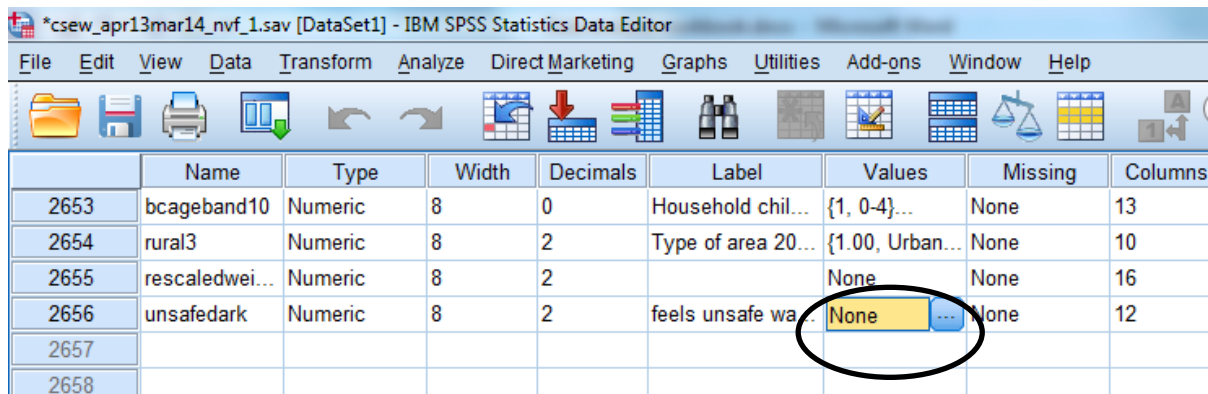 *csew_apr13mar14_nvf_1.sav [DataSet1] - IBM SPSS Statistics Data Editor
File Edit View Data Transform Analyze Direct Marketing Graphs Utilities Add-ons Window Help
Name Type Width Decimals Label Values Missing Columns
2653 bcageband10 Numeric 8 0 Household chil... {1, 0-4}... None 13
2654 rural3 Numeric 8 2 Type of area 20... {1.00, Urban... None 10
2655 rescaledwei... Numeric 8 2 None None 16
2656 unsafedark Numeric 8 2 feels unsafe wa... None ... None 12
2657
2658